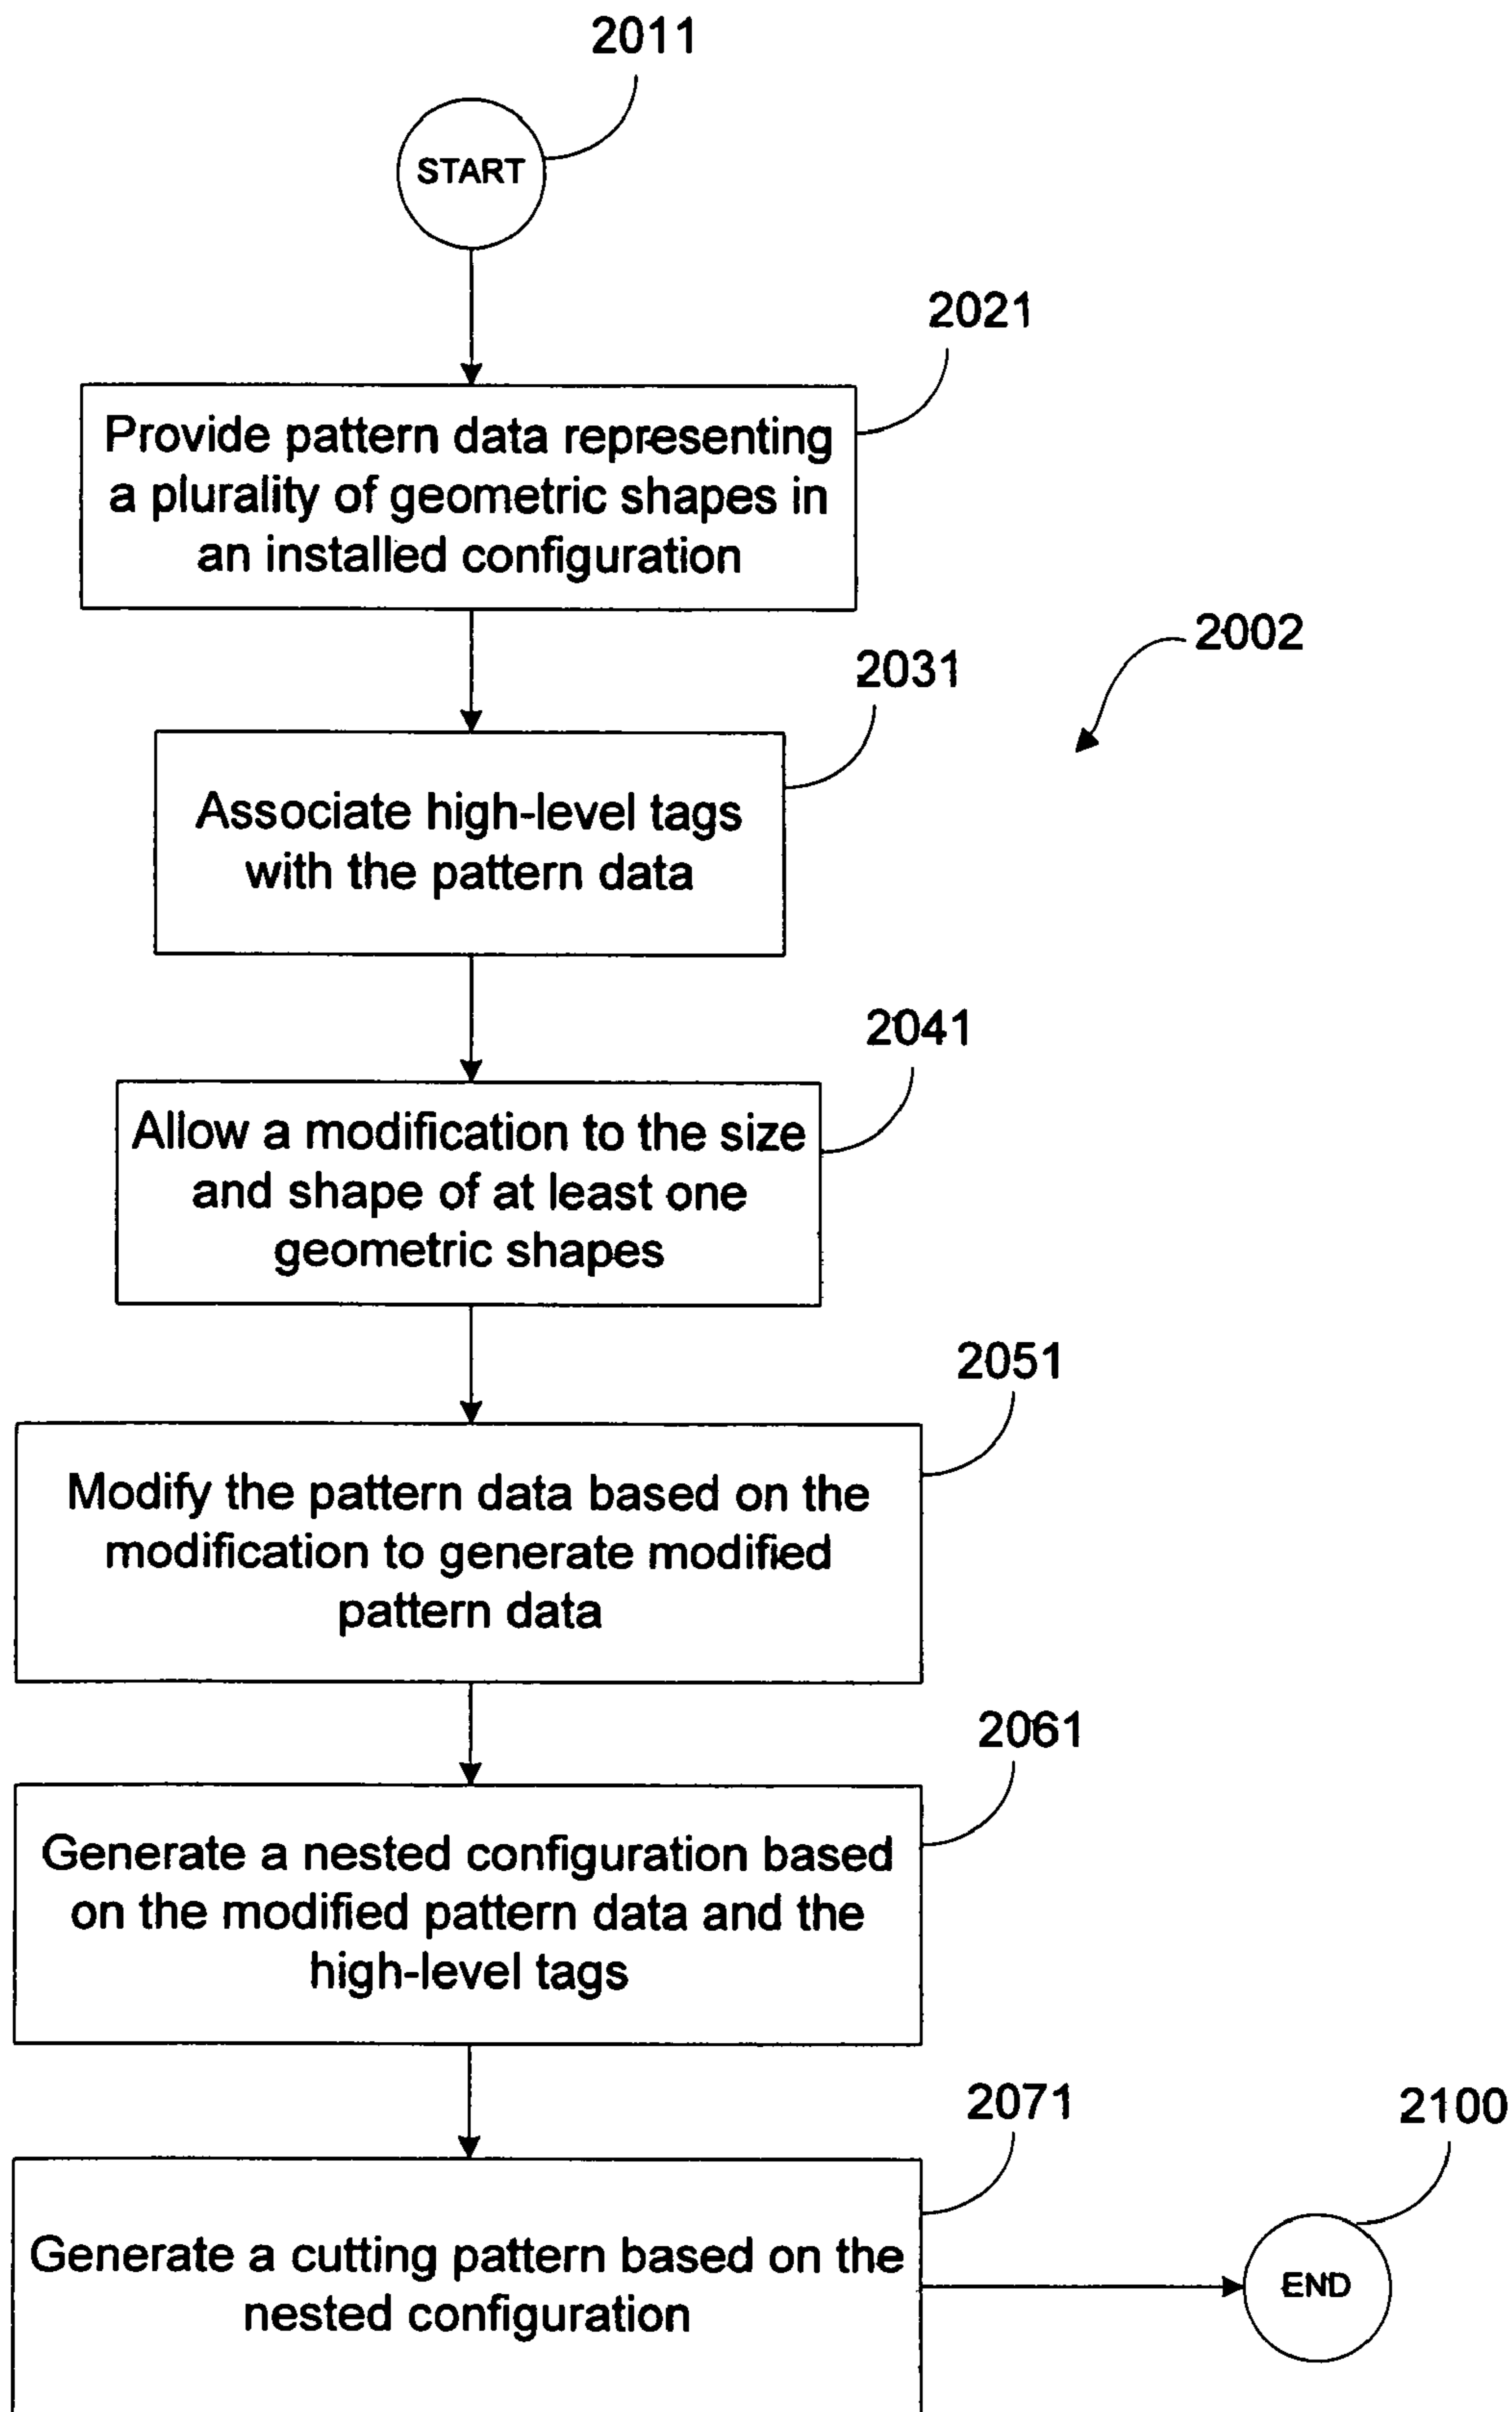 2011
START
2021
Provide pattern data representing
a plurality of geometric shapes in
an installed configuration
2002
2031
Associate high-level tags
with the pattern data
2041
Allow a modification to the size
and shape of at least one
geometric shapes
2051
Modify the pattern data based on the
modification to generate modified
pattern data
2061
Generate a nested configuration based
on the modified pattern data and the
high-level tags
2071
2100
Generate a cutting pattern based on the
nested configuration
END